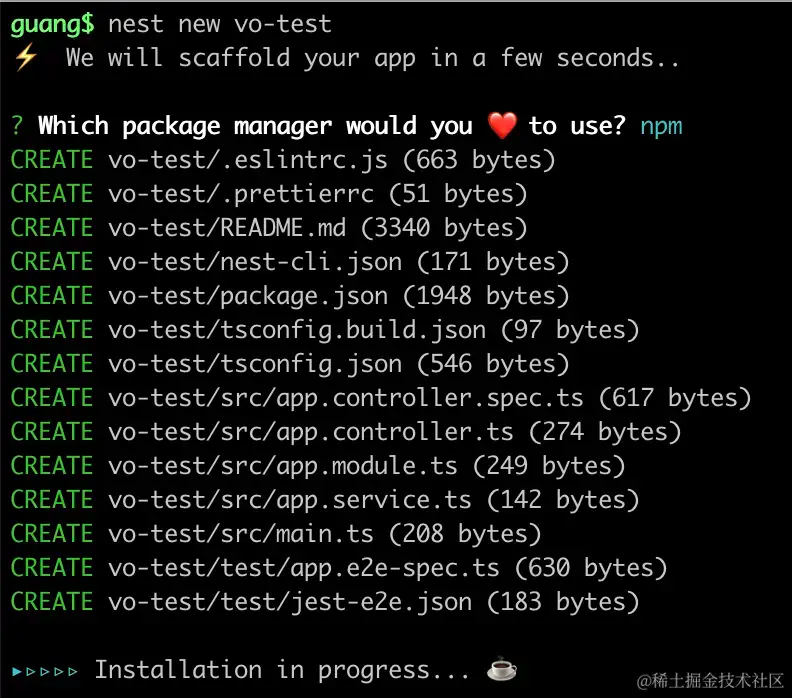 guang$ nest new vo-test
⚡ We will scaffold your app in a few seconds..
? Which package manager would you ❤️ to use? npm
CREATE vo-test/.eslintrc.js (663 bytes)
CREATE vo-test/.prettierrc (51 bytes)
CREATE vo-test/README.md (3340 bytes)
CREATE vo-test/nest-cli.json (171 bytes)
CREATE vo-test/package.json (1948 bytes)
CREATE vo-test/tsconfig.build.json (97 bytes)
CREATE vo-test/tsconfig.json (546 bytes)
CREATE vo-test/src/app.controller.spec.ts (617 bytes)
CREATE vo-test/src/app.controller.ts (274 bytes)
CREATE vo-test/src/app.module.ts (249 bytes)
CREATE vo-test/src/app.service.ts (142 bytes)
CREATE vo-test/src/main.ts (208 bytes)
CREATE vo-test/test/app.e2e-spec.ts (630 bytes)
CREATE vo-test/test/jest-e2e.json (183 bytes)
▸▹▹▹▹ Installation in progress... ☕
@稀土掘金技术社区